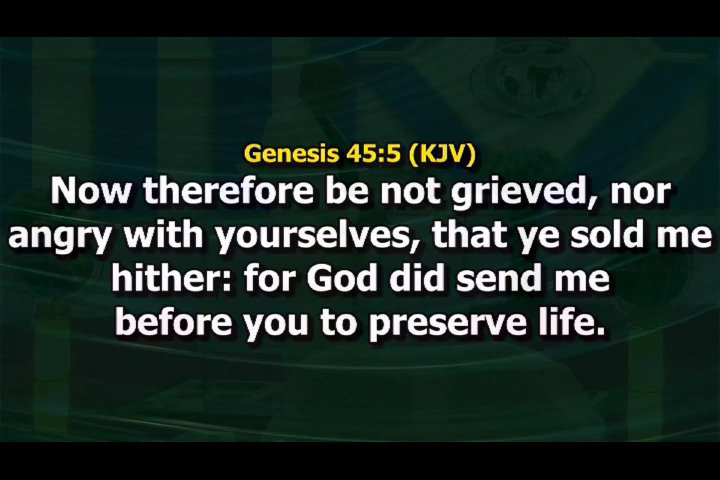 Genesis 45:5 (KJV)
Now therefore be not grieved, nor
angry with yourselves, that ye sold me
hither: for God did send me
before you to preserve life.